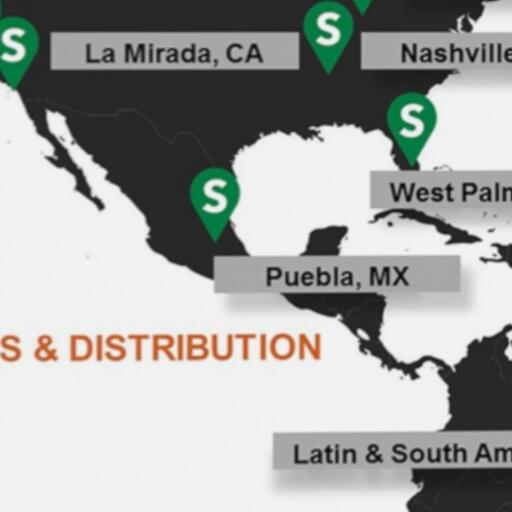 S
S
La Mirada, CA
Nashville
S
West Palm
S
Puebla, MX
S & DISTRIBUTION
Latin & South Am